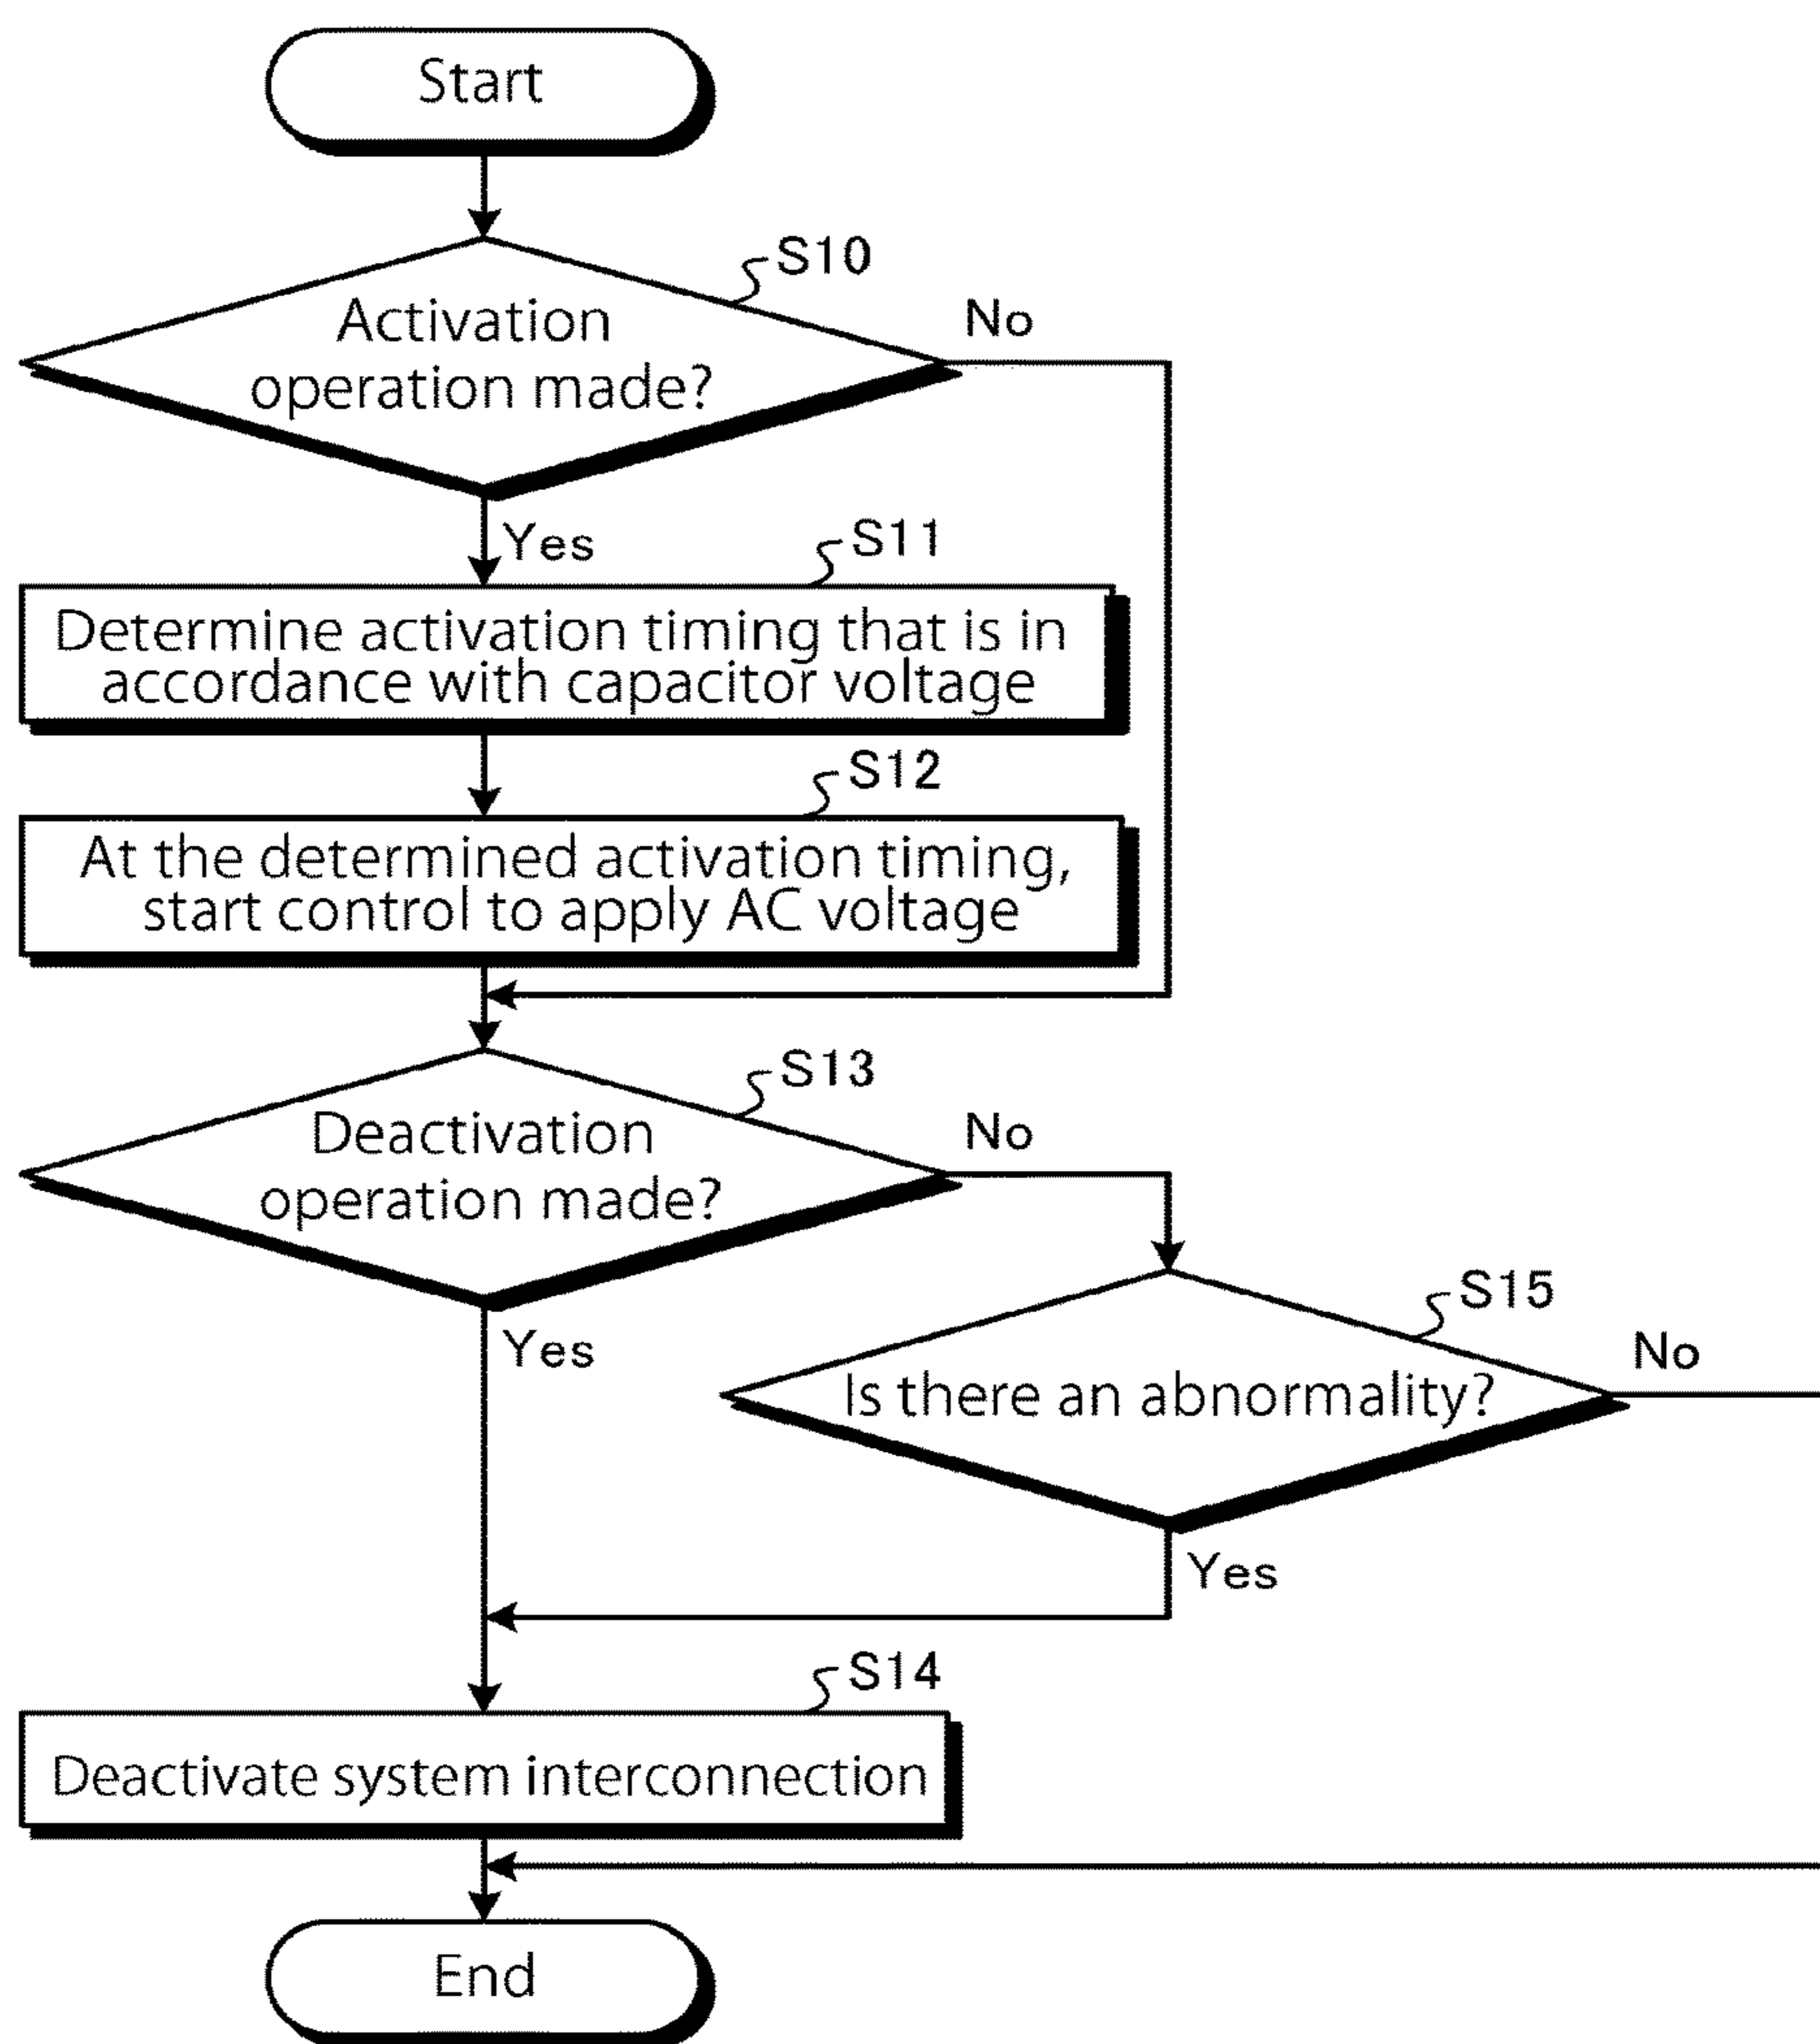 Start
S10
Activation
operation made?
No
Yes
S11
Determine activation timing that is in
accordance with capacitor voltage
S12
At the determined activation timing,
start control to apply AC voltage
S13
Deactivation
operation made?
No
Yes
S15
Is there an abnormality?
No
Yes
S14
Deactivate system interconnection
End